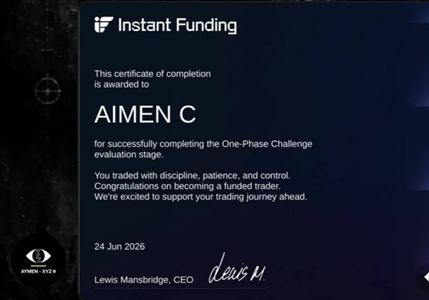 Instant Funding
This certificate of completion
is awarded to
AIMEN C
for successfully completing the One-Phase Challenge
evaluation stage.
You traded with discipline, patience, and control.
Congratulations on becoming a funded trader.
We're excited to support your trading journey ahead.
24 Jun 2026
Lewis Mansbridge, CEO
Lewis M.
AYMEN - XYZ